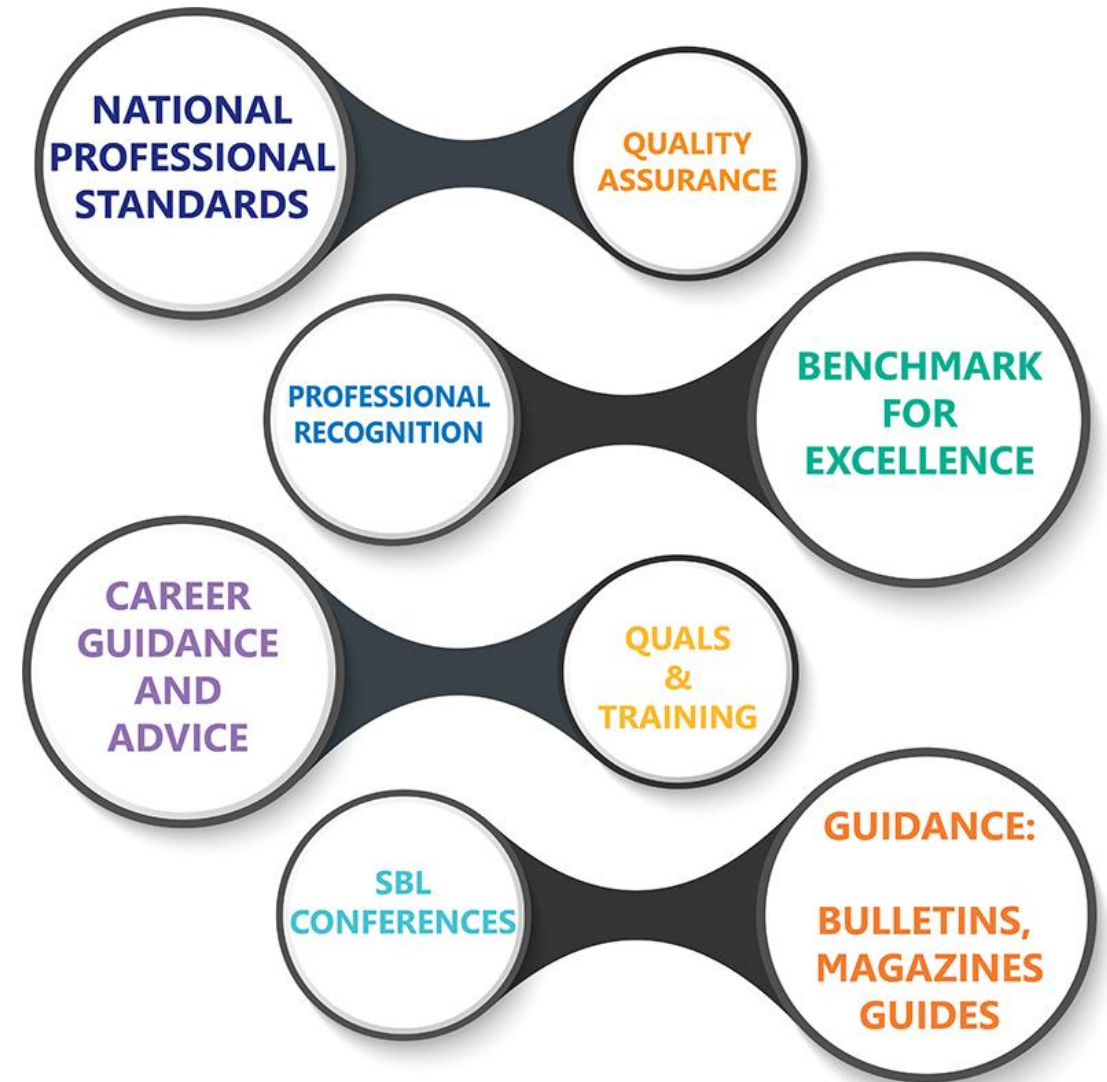 NATIONAL
PROFESSIONAL
STANDARDS
QUALITY
ASSURANCE
PROFESSIONAL
RECOGNITION
BENCHMARK
FOR
EXCELLENCE
CAREER
GUIDANCE
AND
ADVICE
QUALS
&
TRAINING
SBL
CONFERENCES
GUIDANCE:
BULLETINS,
MAGAZINES
GUIDES